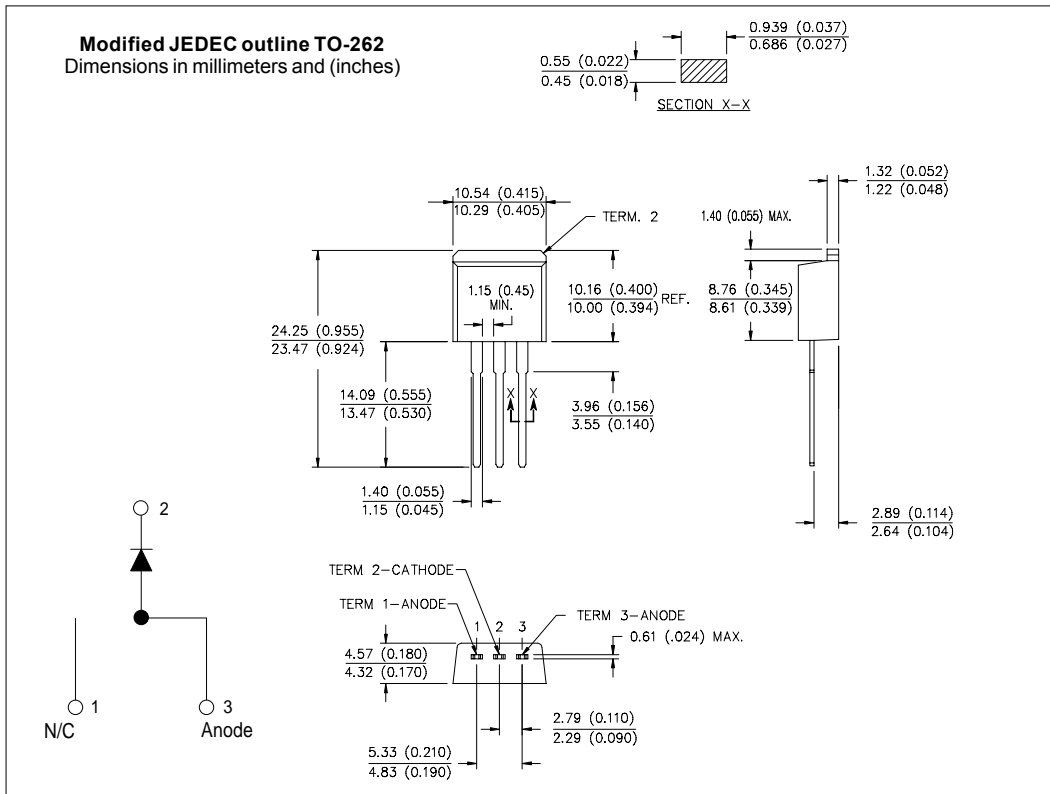 Modified JEDEC outline TO-262
Dimensions in millimeters and (inches)
0.939 (0.037)
0.686 (0.027)
0.55 (0.022)
0.45 (0.018)
SECTION X-X
1.32 (0.052)
1.22 (0.048)
10.54 (0.415)
10.29 (0.405)
TERM. 2
1.40 (0.055) MAX.
1.15 (0.45)
MIN.
10.16 (0.400)
10.00 (0.394)
REF.
8.76 (0.345)
8.61 (0.339)
24.25 (0.955)
23.47 (0.924)
14.09 (0.555)
13.47 (0.530)
X X
3.96 (0.156)
3.55 (0.140)
1.40 (0.055)
1.15 (0.045)
2.89 (0.114)
2.64 (0.104)
2
TERM 2-CATHODE
TERM 1-ANODE
TERM 3-ANODE
1 2 3
0.61 (.024) MAX.
4.57 (0.180)
4.32 (0.170)
1
N/C
3
Anode
2.79 (0.110)
2.29 (0.090)
5.33 (0.210)
4.83 (0.190)